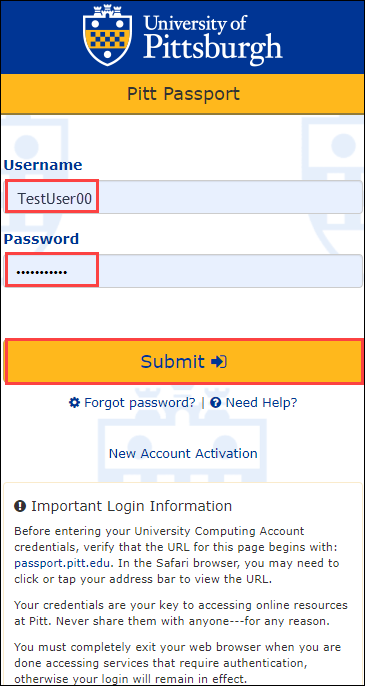 University of
Pittsburgh
Pitt Passport
Username
TestUser00
Password
•••••••••••
Submit
Forgot password? | Need Help?
New Account Activation
Important Login Information
Before entering your University Computing Account
credentials, verify that the URL for this page begins with:
passport.pitt.edu. In the Safari browser, you may need to
click or tap your address bar to view the URL.
Your credentials are your key to accessing online resources
at Pitt. Never share them with anyone---for any reason.
You must completely exit your web browser when you are
done accessing services that require authentication,
otherwise your login will remain in effect.